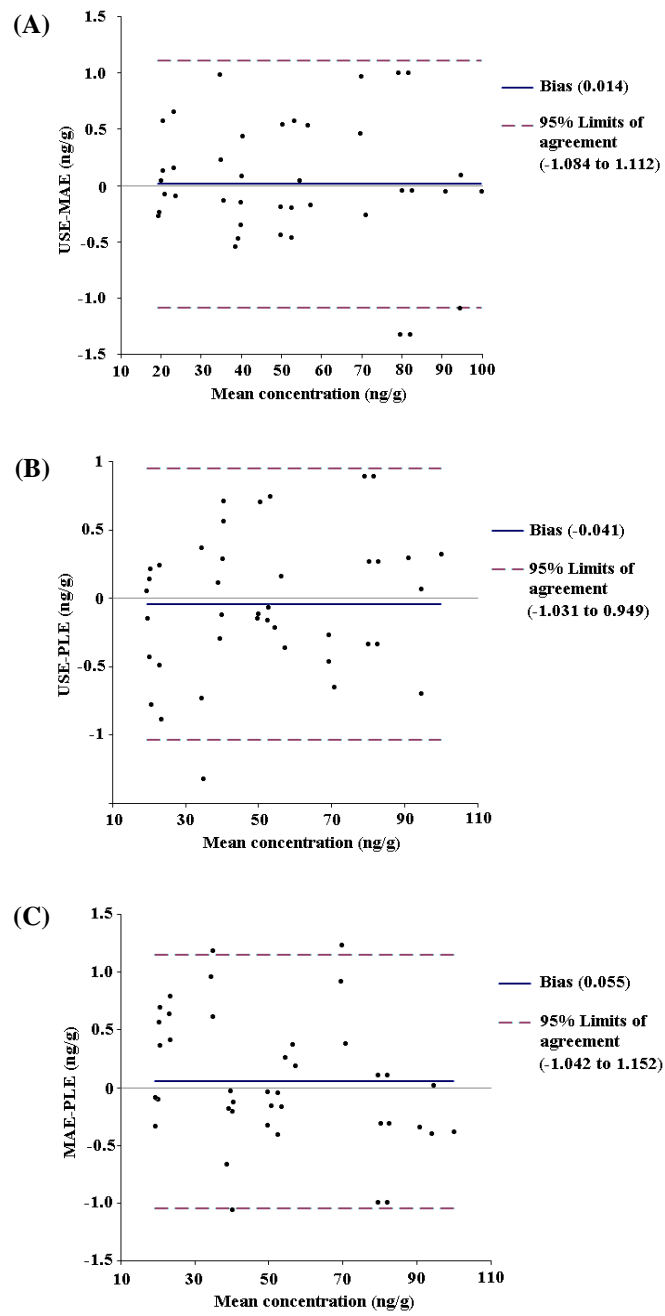 (A)
1.5
1.0
0.5
0
-0.5
-1.0
-1.5
USE-MAE (ng/g)
10 20 30 40 50 60 70 80 90 100
Mean concentration (ng/g)
Bias (0.014)
95% Limits of
agreement
(-1.084 to 1.112)
(B)
1
0.5
0
-0.5
-1
USE-PLE (ng/g)
10 30 50 70 90 110
Mean concentration (ng/g)
Bias (-0.041)
95% Limits of
agreement
(-1.031 to 0.949)
(C)
1.5
1.0
0.5
0
-0.5
-1.0
-1.5
MAE-PLE (ng/g)
10 30 50 70 90 110
Mean concentration (ng/g)
Bias (0.055)
95% Limits of
agreement
(-1.042 to 1.152)